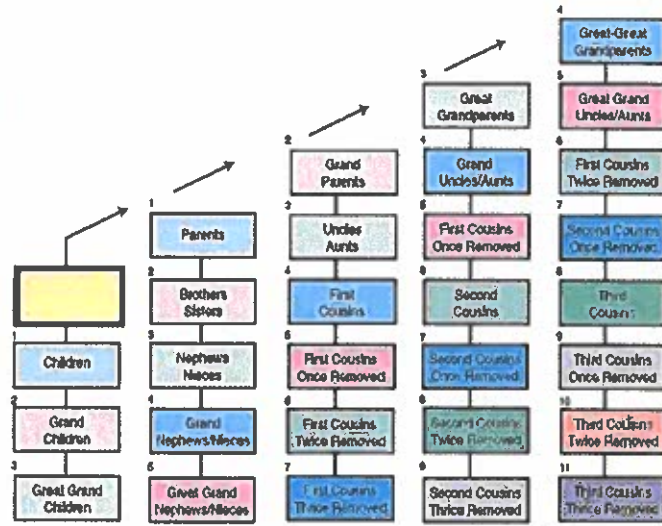 1
Children
2
Grand
Children
3
Great Grand
Children
1
Parents
2
Brothers
Sisters
3
Nephews
Nieces
4
Grand
Nephews/Nieces
5
Great Grand
Nephews/Nieces
2
Grand
Parents
3
Uncles
Aunts
4
First
Cousins
5
First Cousins
Once Removed
6
First Cousins
Twice Removed
7
First Cousins
Thrice Removed
3
Great
Grandparents
4
Grand
Uncles/Aunts
5
First Cousins
Once Removed
6
Second
Cousins
7
Second Cousins
Once Removed
8
Second Cousins
Twice Removed
9
Second Cousins
Thrice Removed
4
Great-Great
Grandparents
5
Great Grand
Uncles/Aunts
6
First Cousins
Twice Removed
7
Second Cousins
Once Removed
8
Third
Cousins
9
Third Cousins
Once Removed
10
Third Cousins
Twice Removed
11
Third Cousins
Thrice Removed